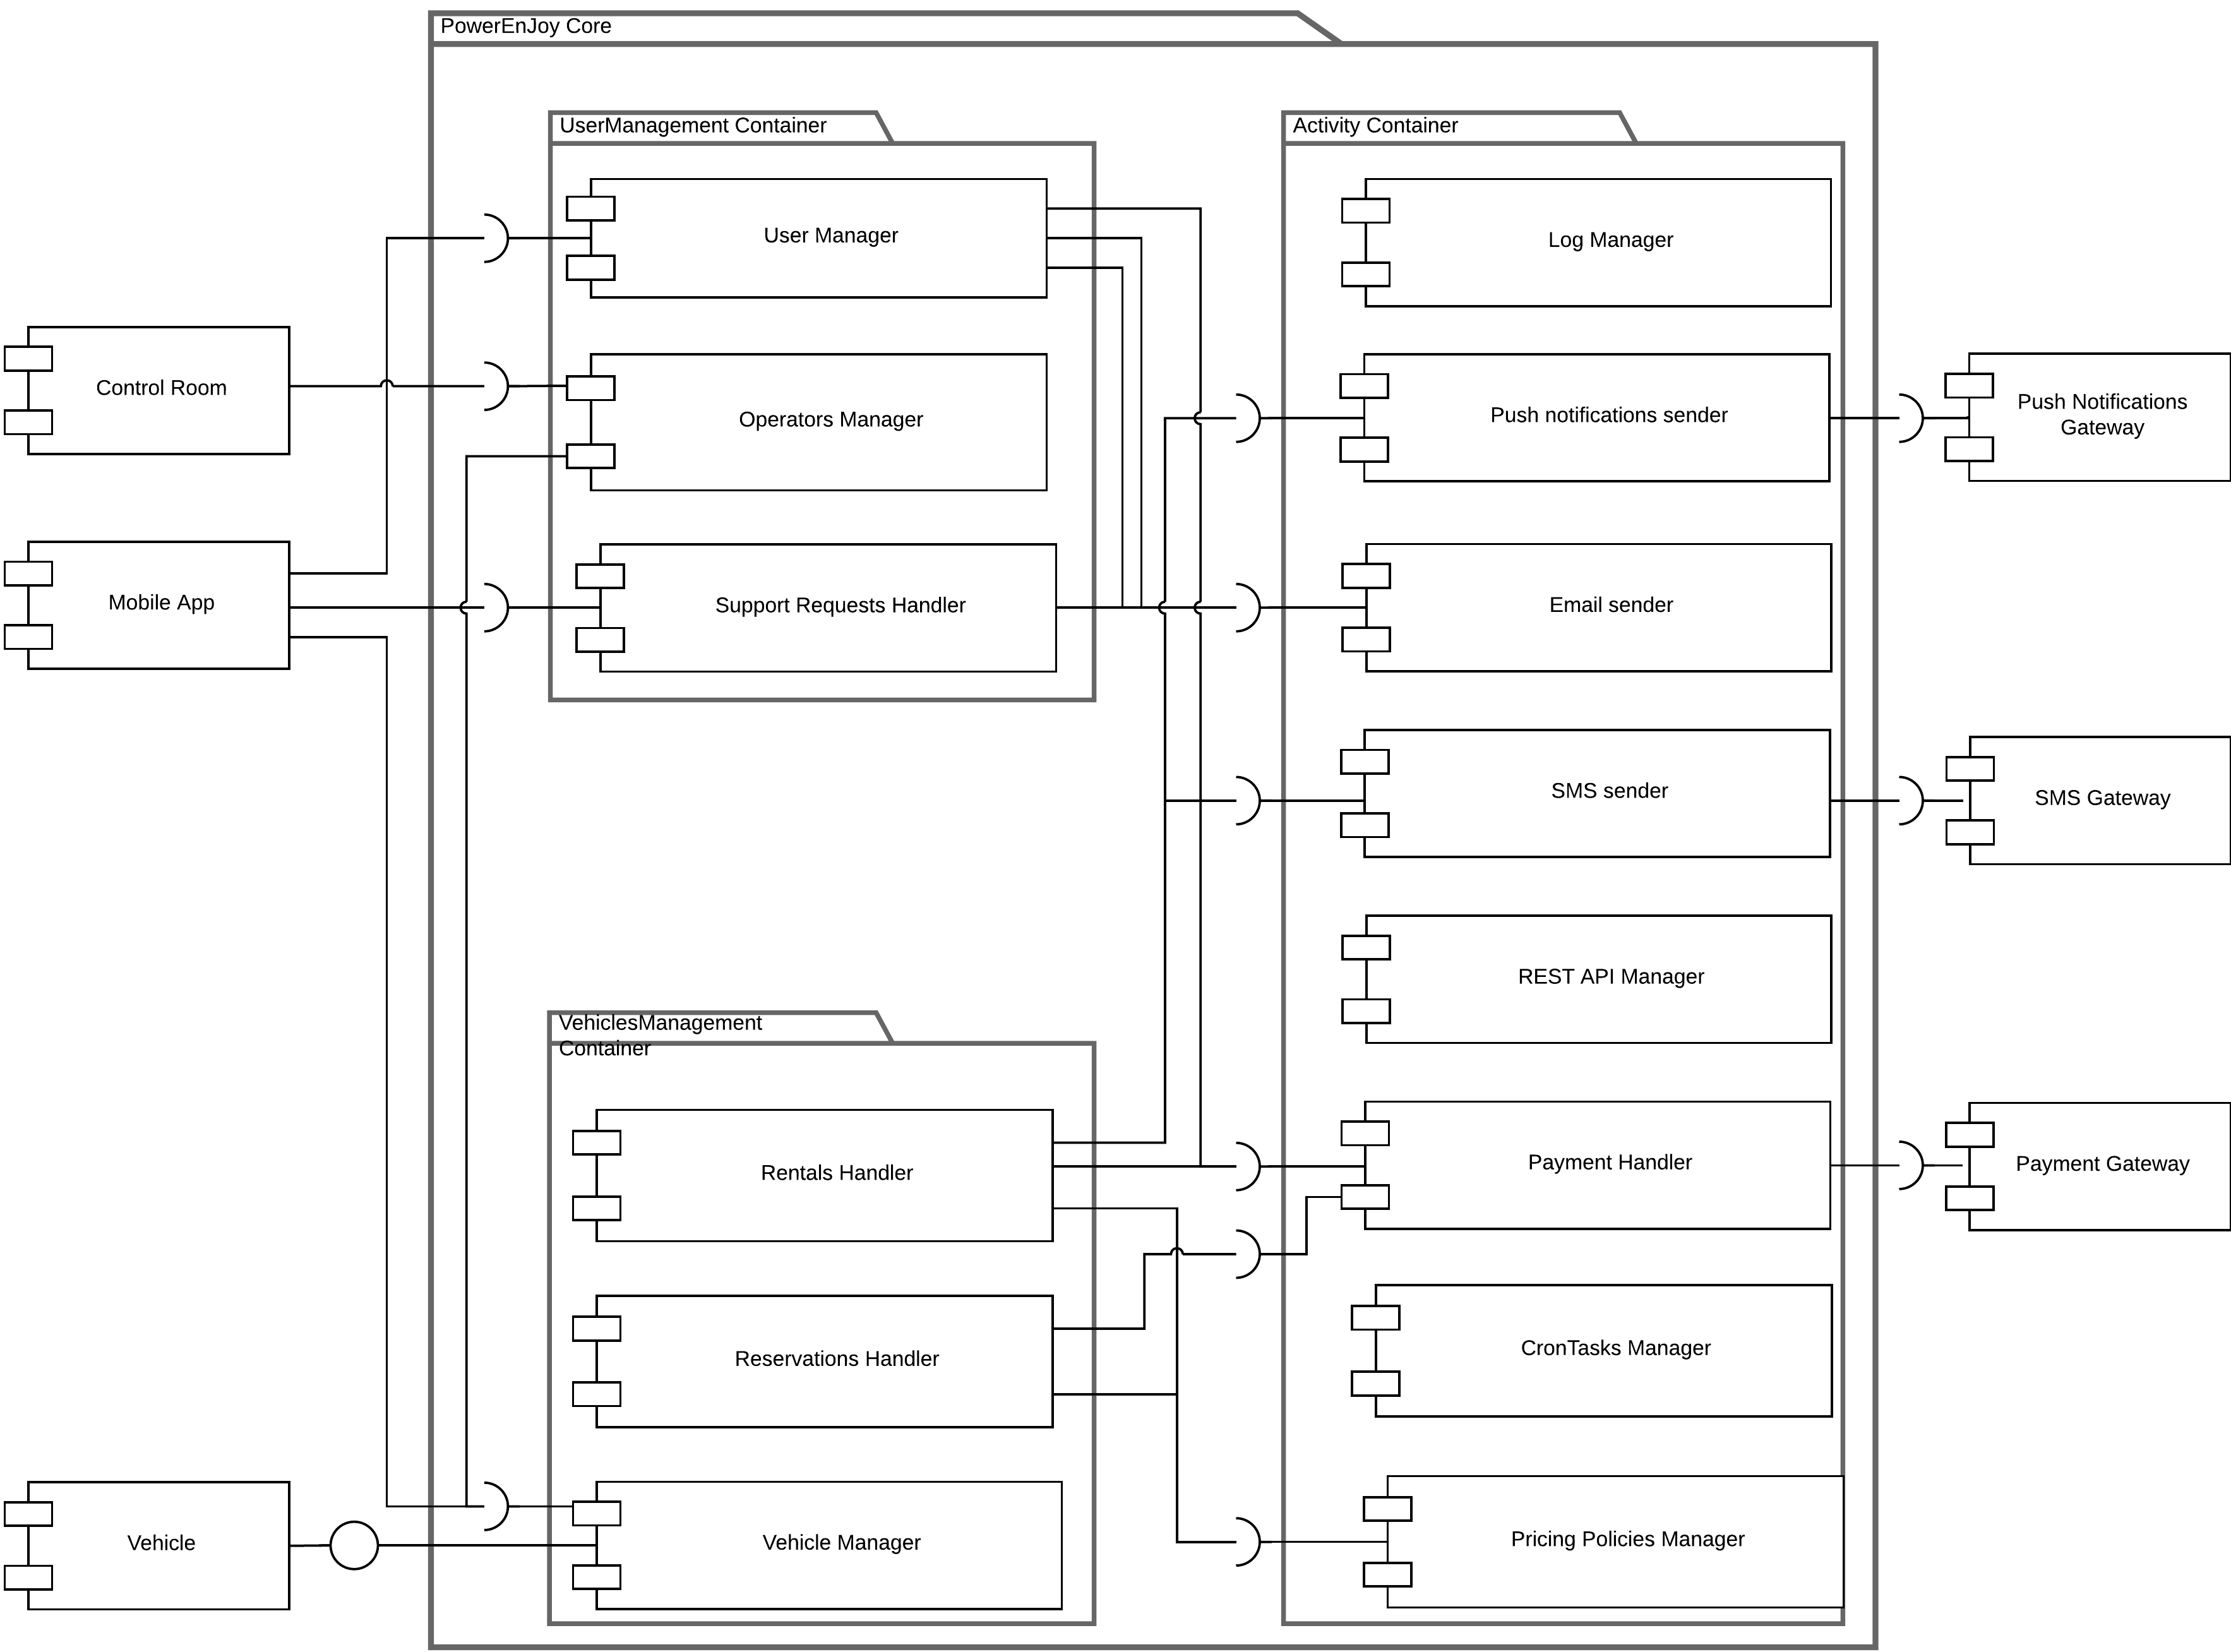 PowerEnJoy Core
UserManagement Container
Activity Container
User Manager
Log Manager
Control Room
Operators Manager
Push notifications sender
Push Notifications
Gateway
Mobile App
Support Requests Handler
Email sender
SMS sender
SMS Gateway
REST API Manager
VehiclesManagement
Container
Rentals Handler
Payment Handler
Payment Gateway
Reservations Handler
CronTasks Manager
Vehicle
Vehicle Manager
Pricing Policies Manager